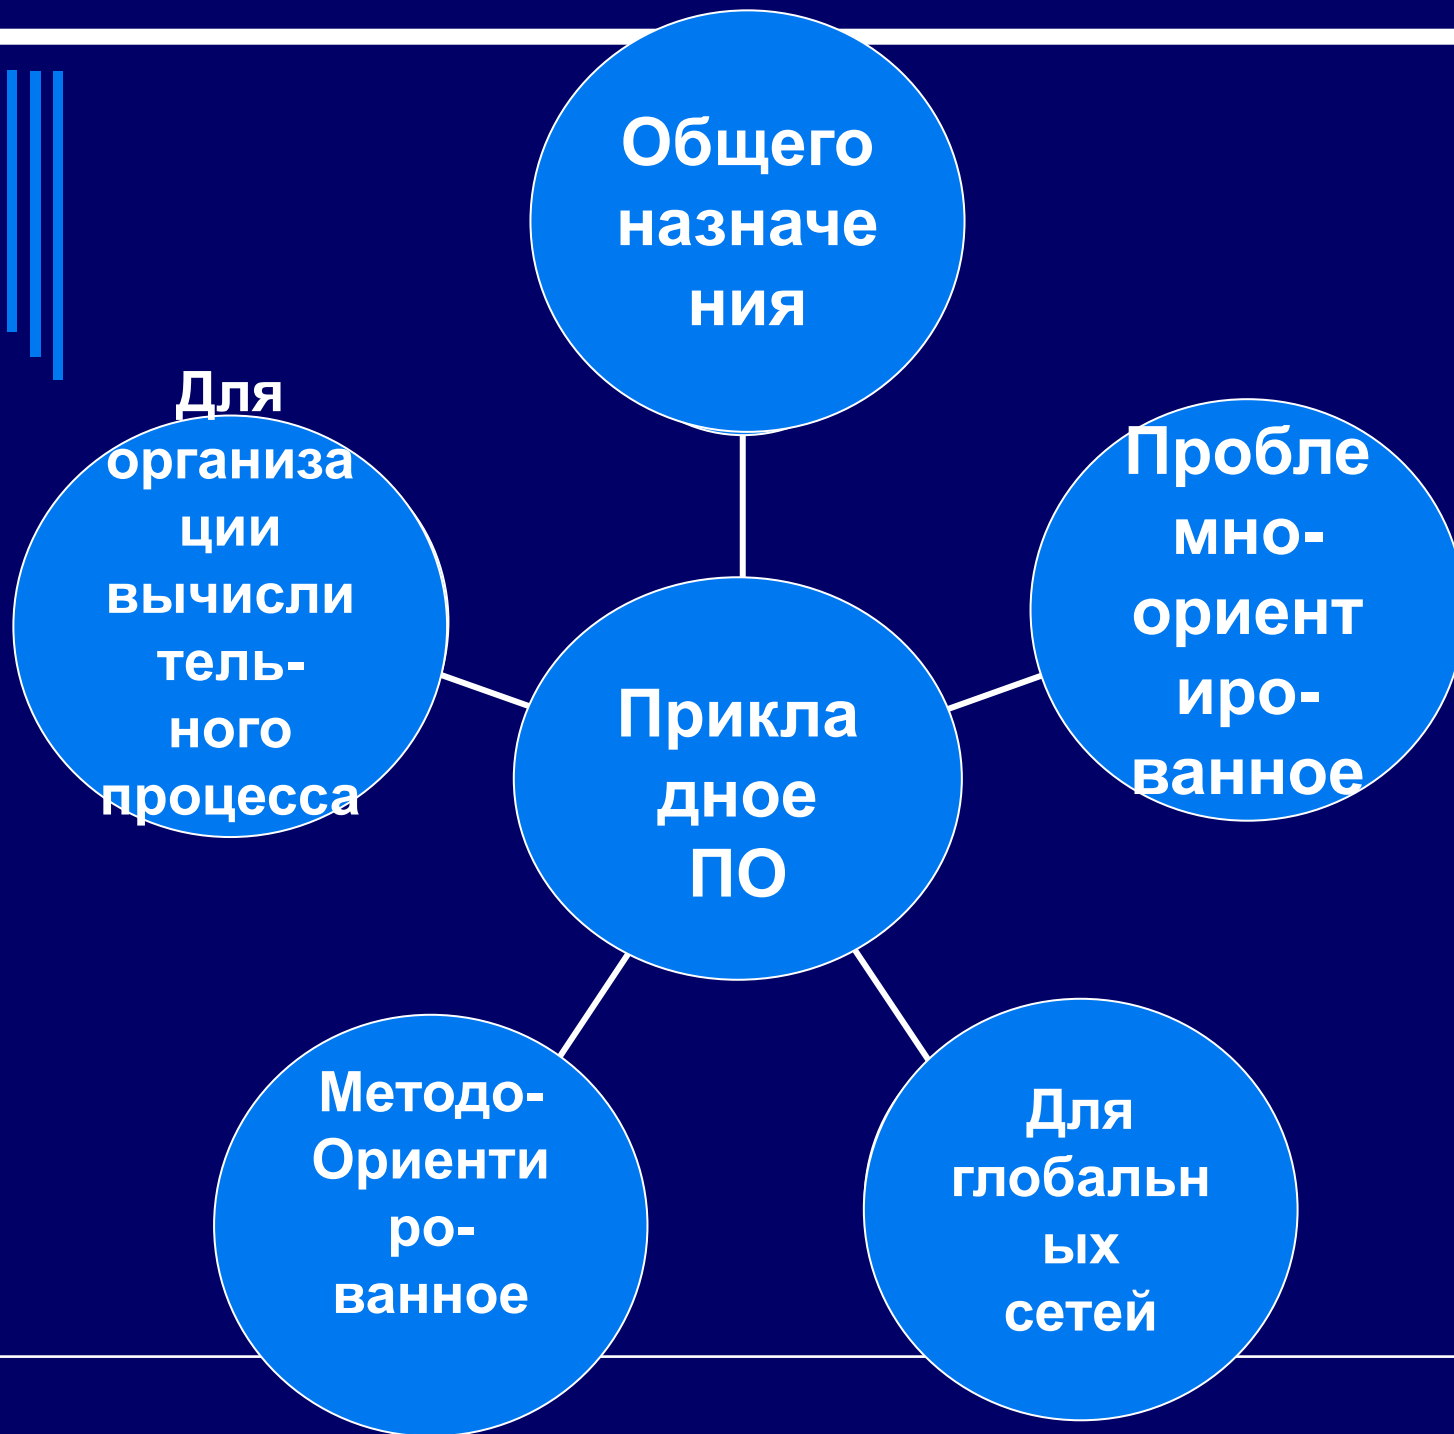 Общего
назначе
ния
Для
организа
ции
вычисли
тель-
ного
процесса
Пробле
мно-
ориент
иро-
ванное
Прикла
дное
ПО
Методо-
Ориенти
ро-
ванное
Для
глобальн
ых
сетей